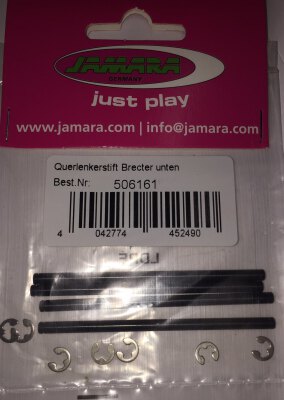 JAMARA
GERMANY
just play
www.jamara.com | info@jamara.com
Querlenkerstift Brecter unten
Best.Nr: 506161
4 042774 452490